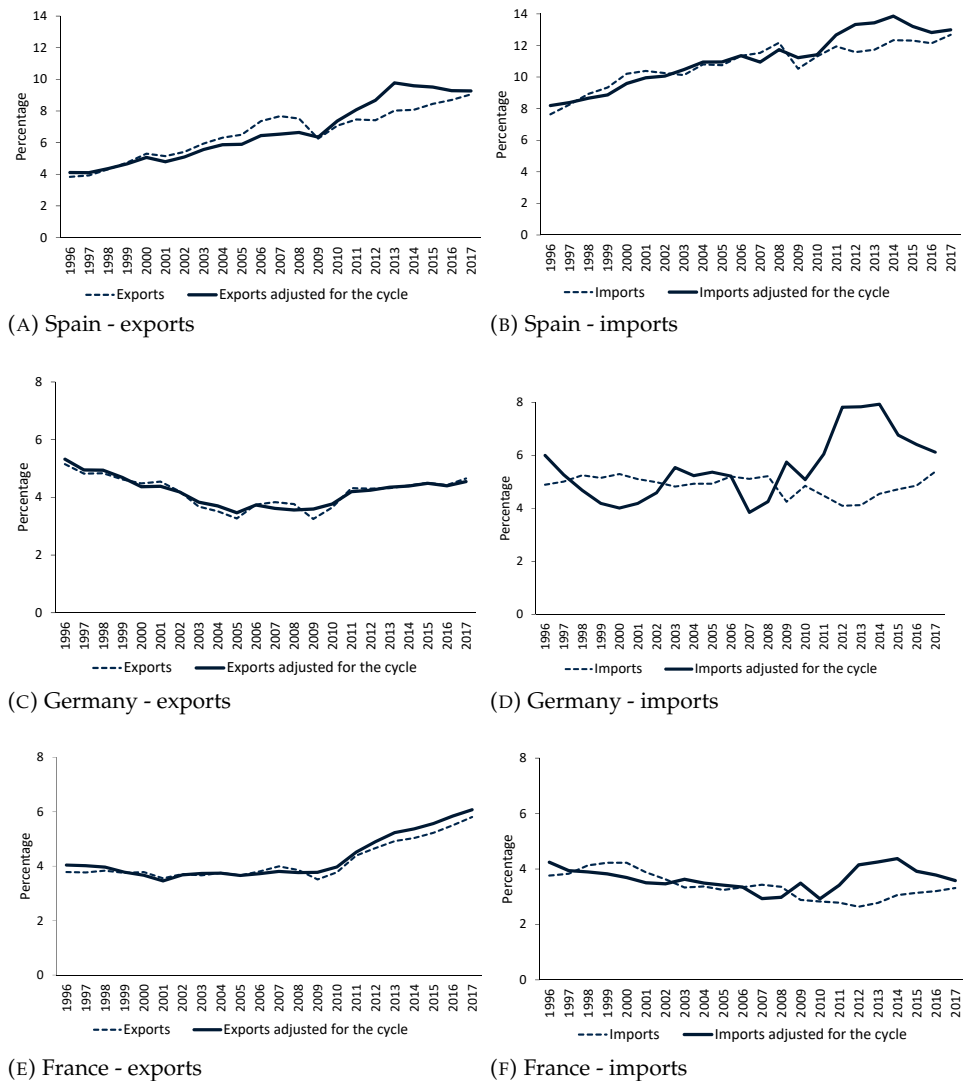 14
12
10
8
6
4
2
0
Percentage
1996 1997 1998 1999 2000 2001 2002 2003 2004 2005 2006 2007 2008 2009 2010 2011 2012 2013 2014 2015 2016 2017
Exports Exports adjusted for the cycle
(A) Spain - exports
14
12
10
8
6
4
2
0
Percentage
1996 1997 1998 1999 2000 2001 2002 2003 2004 2005 2006 2007 2008 2009 2010 2011 2012 2013 2014 2015 2016 2017
Imports Imports adjusted for the cycle
(B) Spain - imports
8
6
4
2
0
Percentage
1996 1997 1998 1999 2000 2001 2002 2003 2004 2005 2006 2007 2008 2009 2010 2011 2012 2013 2014 2015 2016 2017
Exports Exports adjusted for the cycle
(C) Germany - exports
8
6
4
2
0
Percentage
1996 1997 1998 1999 2000 2001 2002 2003 2004 2005 2006 2007 2008 2009 2010 2011 2012 2013 2014 2015 2016 2017
Imports Imports adjusted for the cycle
(D) Germany - imports
8
6
4
2
0
Percentage
1996 1997 1998 1999 2000 2001 2002 2003 2004 2005 2006 2007 2008 2009 2010 2011 2012 2013 2014 2015 2016 2017
Exports Exports adjusted for the cycle
(E) France - exports
8
6
4
2
0
Percentage
1996 1997 1998 1999 2000 2001 2002 2003 2004 2005 2006 2007 2008 2009 2010 2011 2012 2013 2014 2015 2016 2017
Imports Imports adjusted for the cycle
(F) France - imports